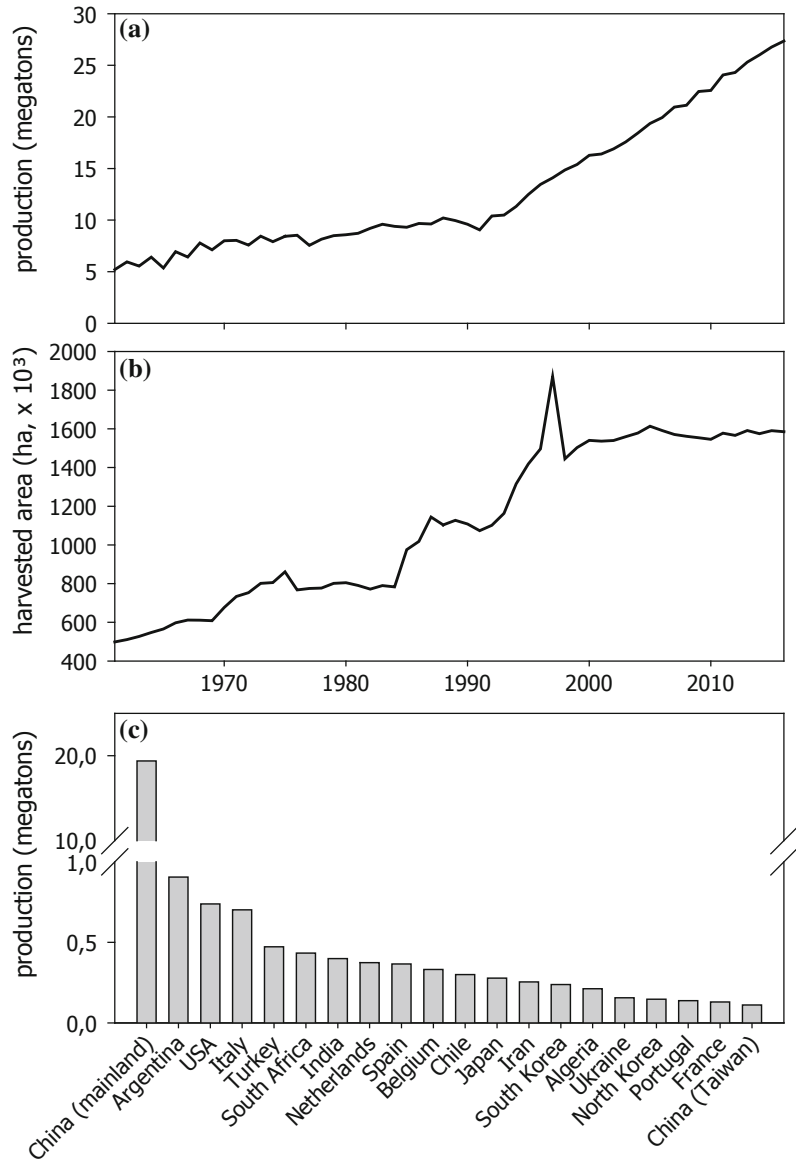 (a)
production (megatons)
30
25
20
15
10
5
0
(b)
harvested area (ha, x 10³)
2000
1800
1600
1400
1200
1000
800
600
400
1970
1980
1990
2000
2010
(c)
production (megatons)
20,0
10,0
1,0
0,5
0,0
China (mainland)
Argentina
USA
Italy
Turkey
South Africa
India
Netherlands
Spain
Belgium
Chile
Japan
Iran
South Korea
Algeria
Ukraine
North Korea
Portugal
France
China (Taiwan)